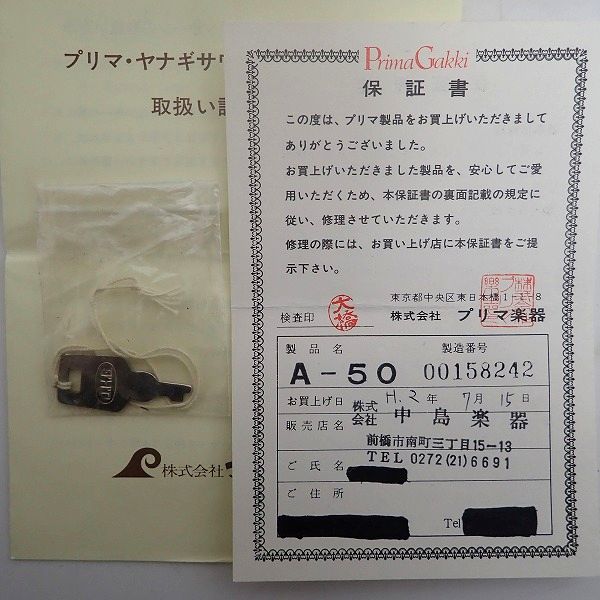 プリマ・ヤナギサワ
取扱い
株式会社
Prima Gakki
保証書
この度は、プリマ製品をお買上げいただきまして
ありがとうございました。
お買上げいただきました製品を、安心してご愛
用いただくため、本保証書の裏面記載の規定に
従い、修理させていただきます。
修理の際には、お買い上げ店に本保証書をご提
示下さい。
東京都中央区東日本橋1-1-8
検査印 大橋 株式会社 プリマ楽器
製品名 製造番号
A-50 00158242
お買上げ日 H.2年 7月 15日
販売店名 株式会社 中島楽器
前橋市南町三丁目15-13
TEL 0272(21)6691
ご氏名
ご住所
Tel